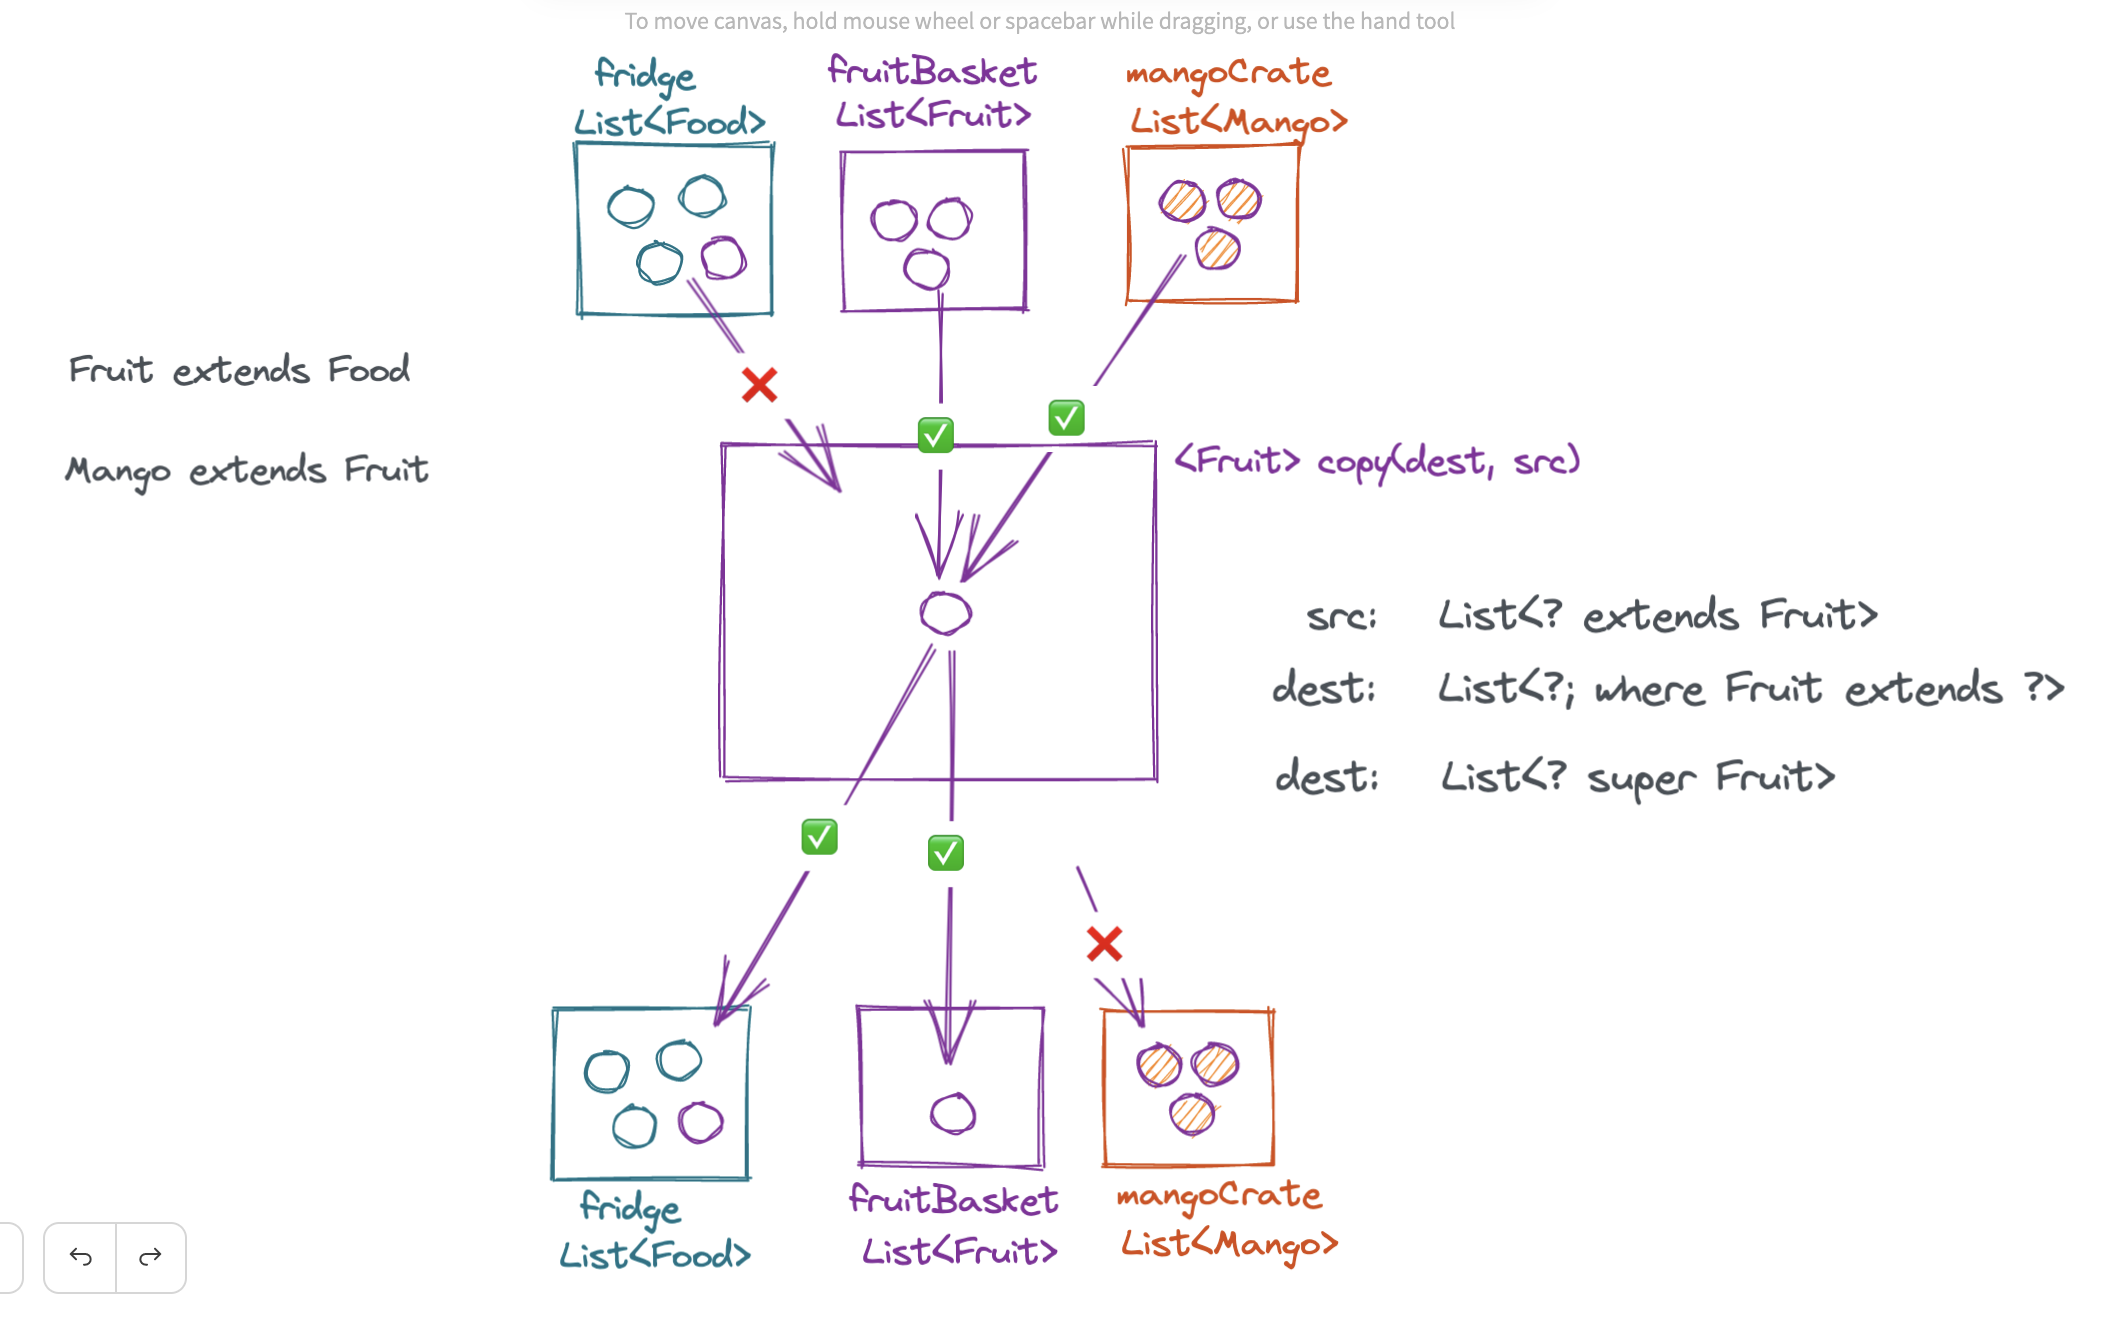 To move canvas, hold mouse wheel or spacebar while dragging, or use the hand tool
fridge
List<Food>
fruitBasket
List<Fruit>
mangoCrate
List<Mango>
Fruit extends Food
Mango extends Fruit
<Fruit> copy(dest, src)
src: List<? extends Fruit>
dest: List<?; where Fruit extends ?>
dest: List<? super Fruit>
fridge
List<Food>
fruitBasket
List<Fruit>
mangoCrate
List<Mango>